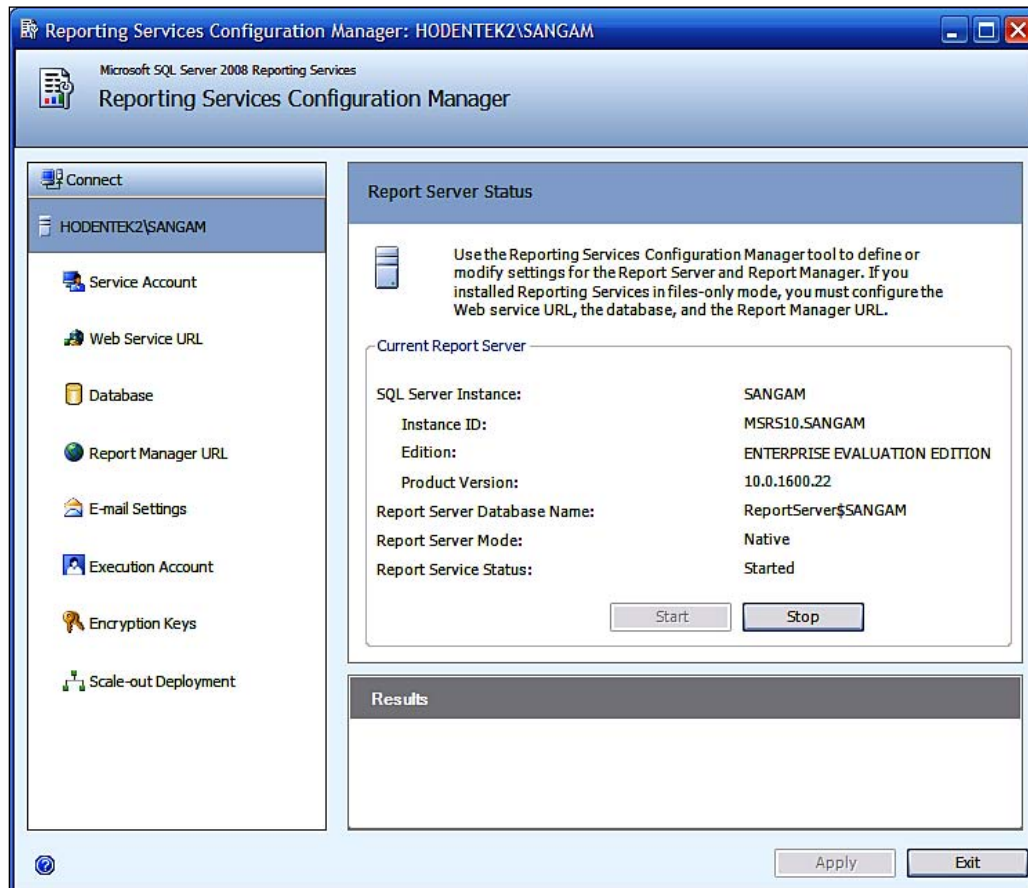 Reporting Services Configuration Manager: HODENTEK2\SANGAM
Microsoft SQL Server 2008 Reporting Services
Reporting Services Configuration Manager
Connect
HODENTEK2\SANGAM
Service Account
Web Service URL
Database
Report Manager URL
E-mail Settings
Execution Account
Encryption Keys
Scale-out Deployment
Report Server Status
Use the Reporting Services Configuration Manager tool to define or
modify settings for the Report Server and Report Manager. If you
installed Reporting Services in files-only mode, you must configure the
Web service URL, the database, and the Report Manager URL.
Current Report Server
SQL Server Instance: SANGAM
Instance ID: MSRS10.SANGAM
Edition: ENTERPRISE EVALUATION EDITION
Product Version: 10.0.1600.22
Report Server Database Name: ReportServer$SANGAM
Report Server Mode: Native
Report Service Status: Started
Start Stop
Results
Apply Exit